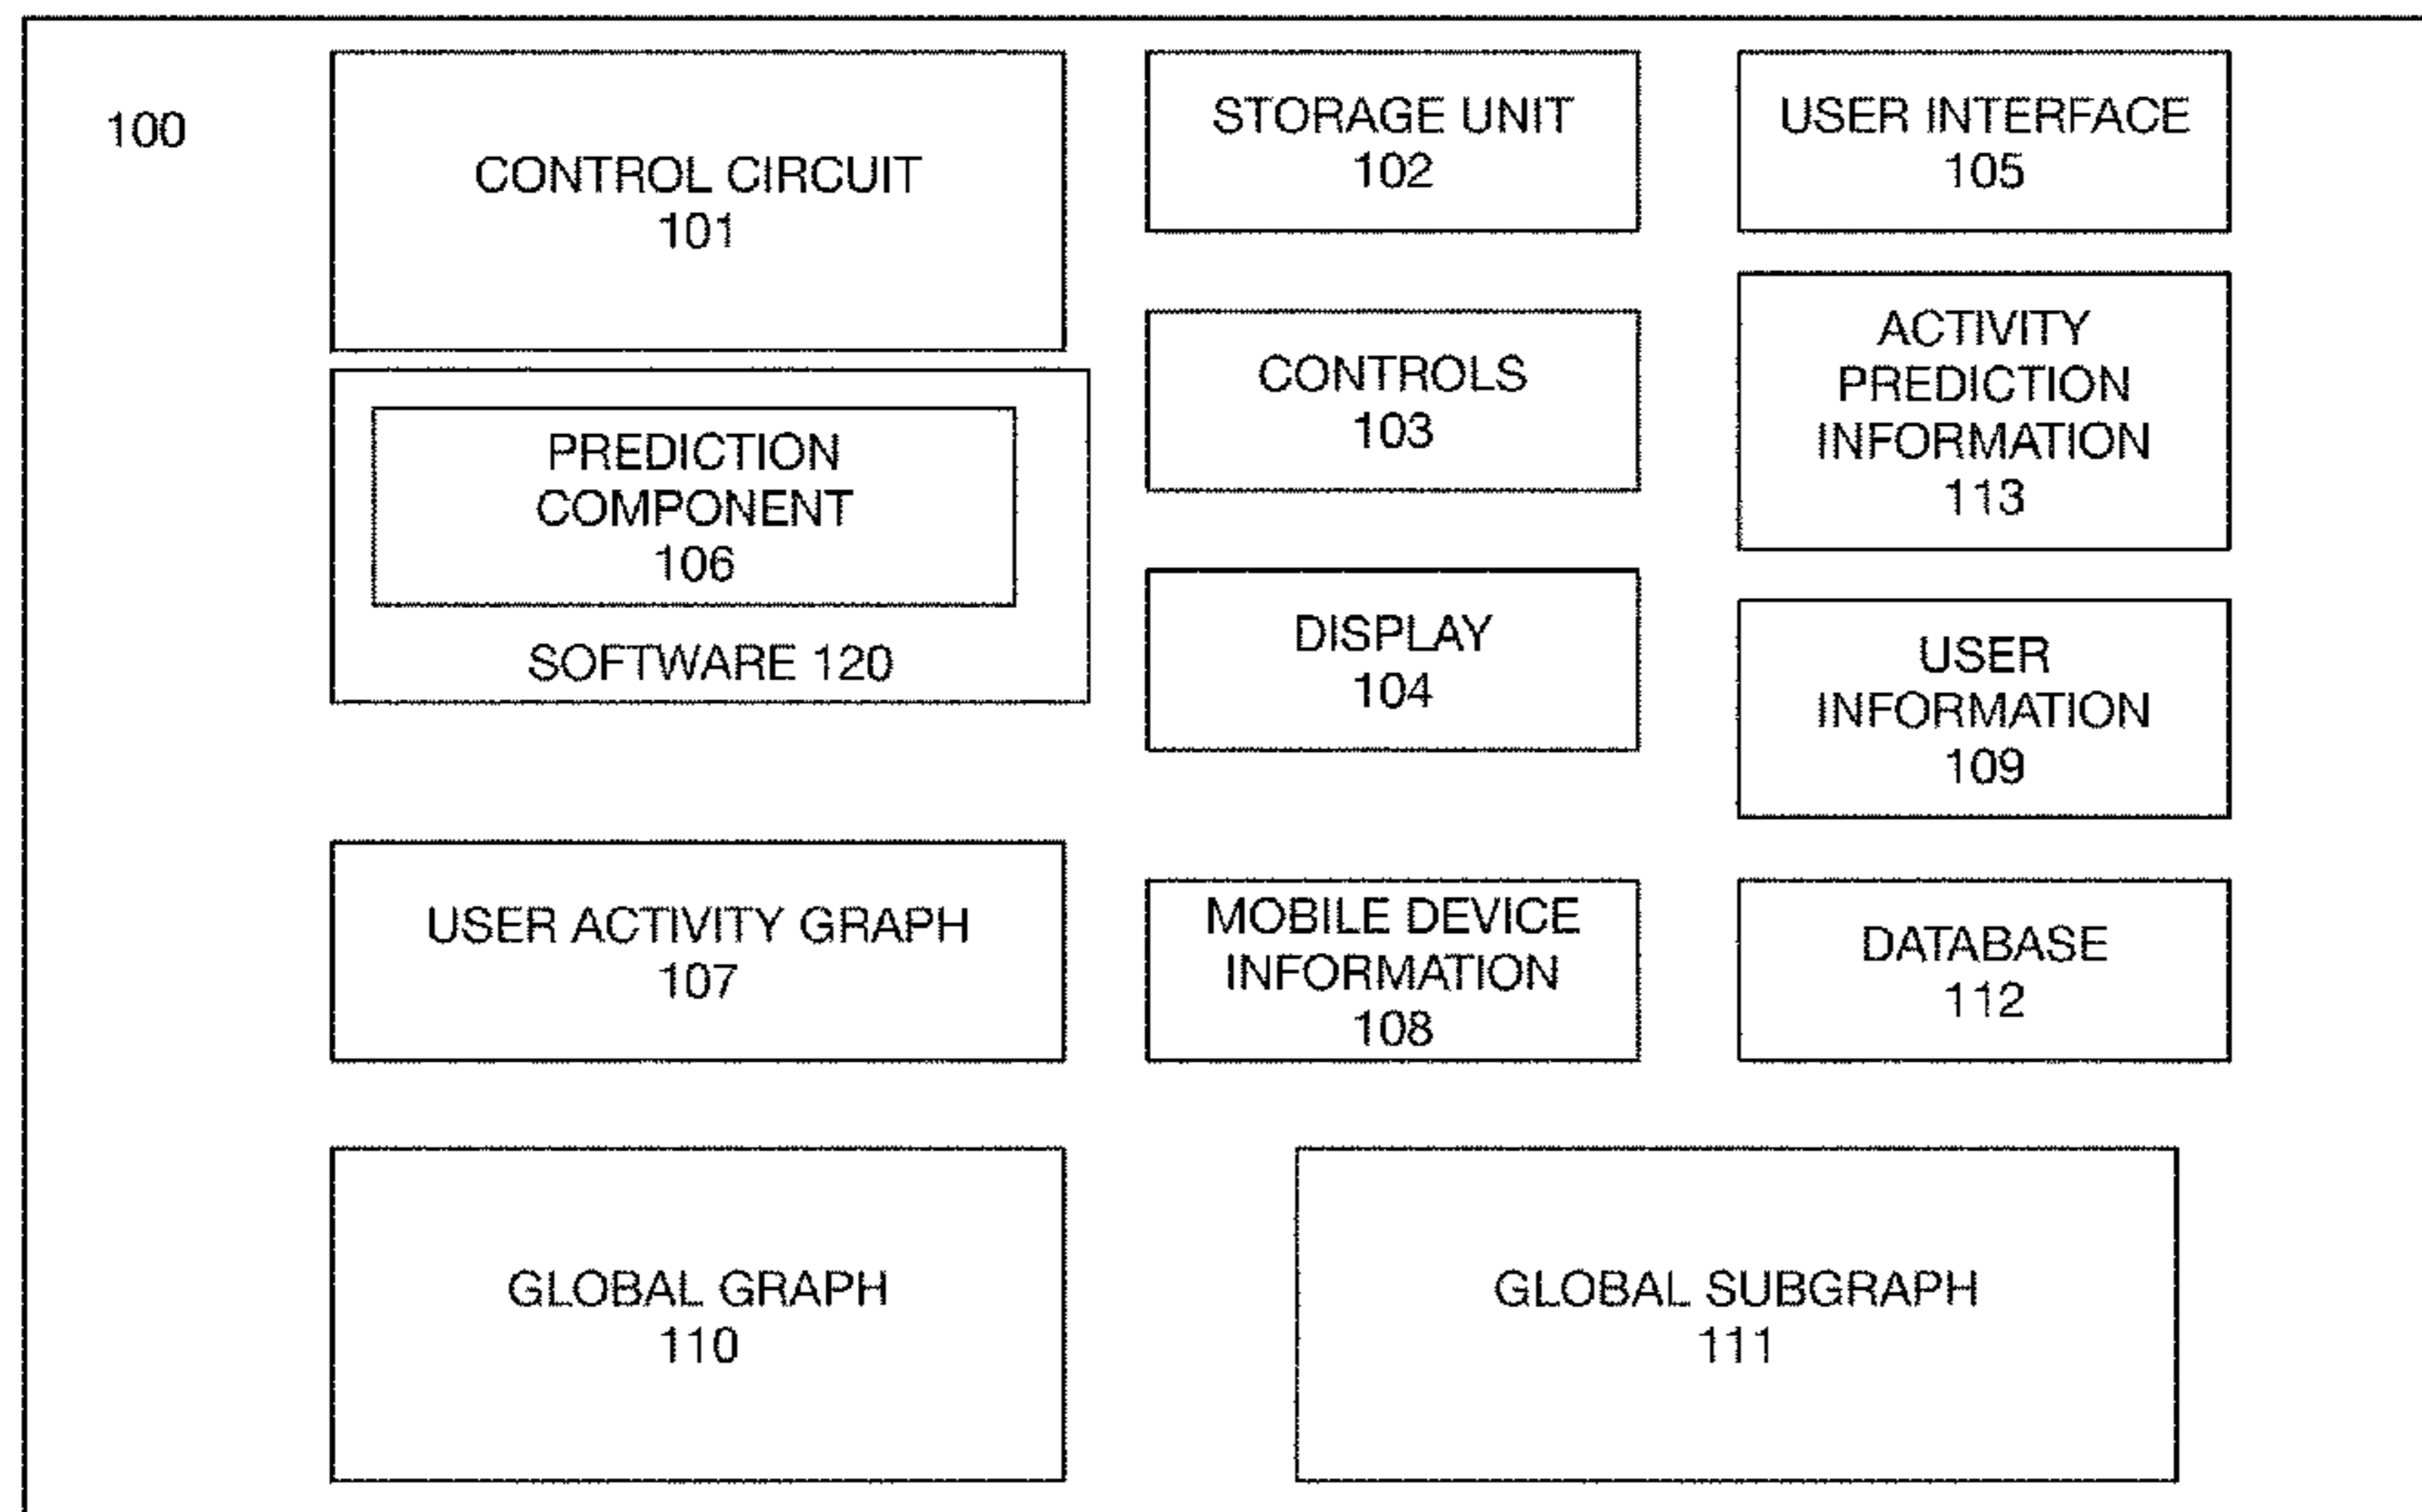 100
CONTROL CIRCUIT
101
STORAGE UNIT
102
USER INTERFACE
105
PREDICTION
COMPONENT
106
SOFTWARE 120
CONTROLS
103
ACTIVITY
PREDICTION
INFORMATION
113
DISPLAY
104
USER
INFORMATION
109
USER ACTIVITY GRAPH
107
MOBILE DEVICE
INFORMATION
108
DATABASE
112
GLOBAL GRAPH
110
GLOBAL SUBGRAPH
111